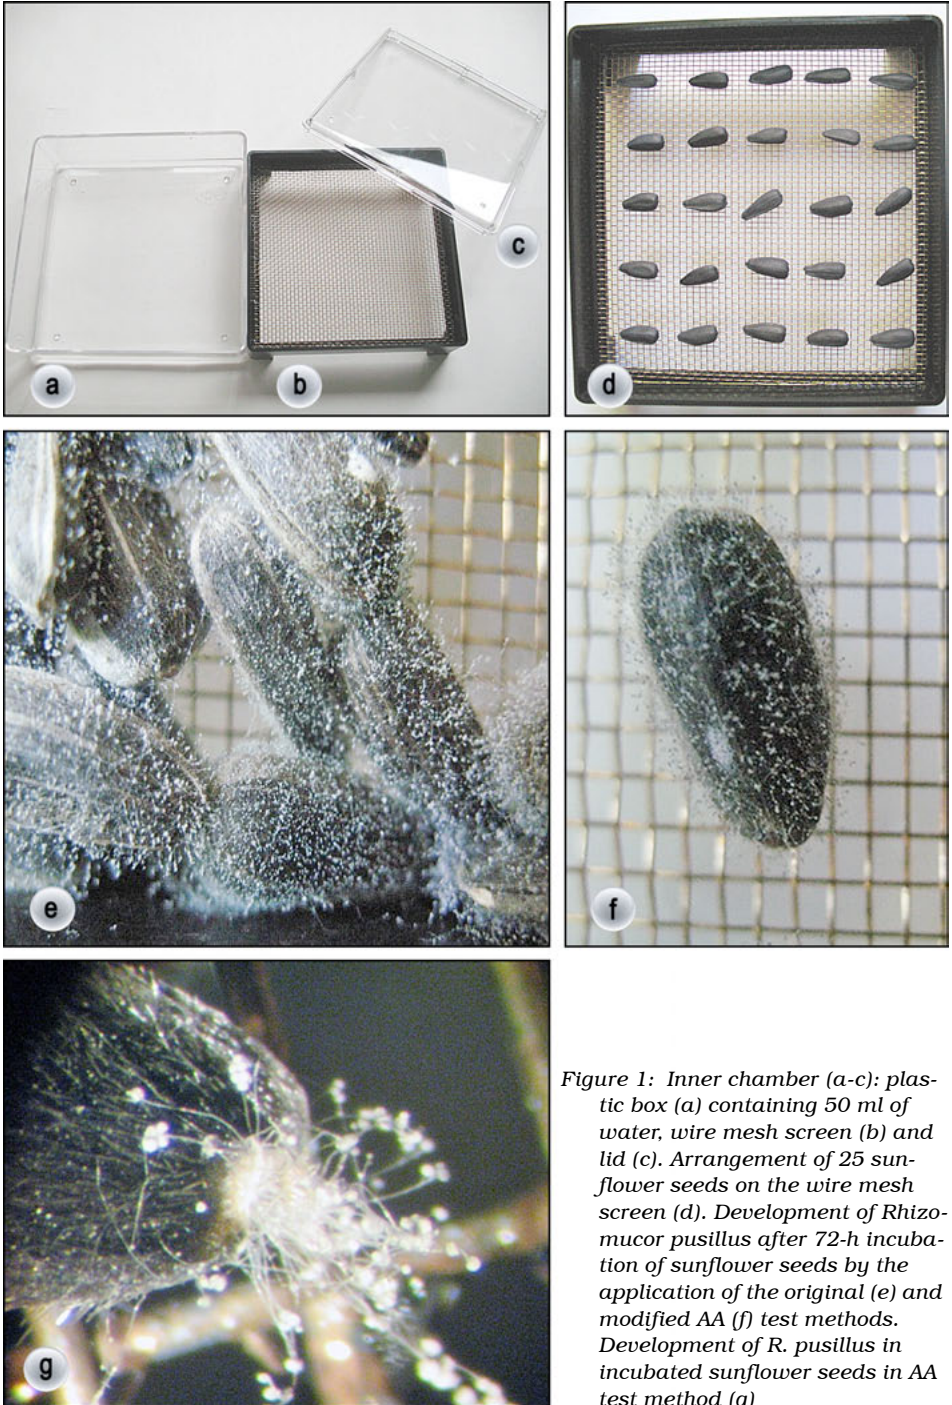 c
a
b
d
e
f
g
Figure 1: Inner chamber (a-c): plas-
tic box (a) containing 50 ml of
water, wire mesh screen (b) and
lid (c). Arrangement of 25 sun-
flower seeds on the wire mesh
screen (d). Development of Rhizo-
mucor pusillus after 72-h incuba-
tion of sunflower seeds by the
application of the original (e) and
modified AA (f) test methods.
Development of R. pusillus in
incubated sunflower seeds in AA
test method (g)